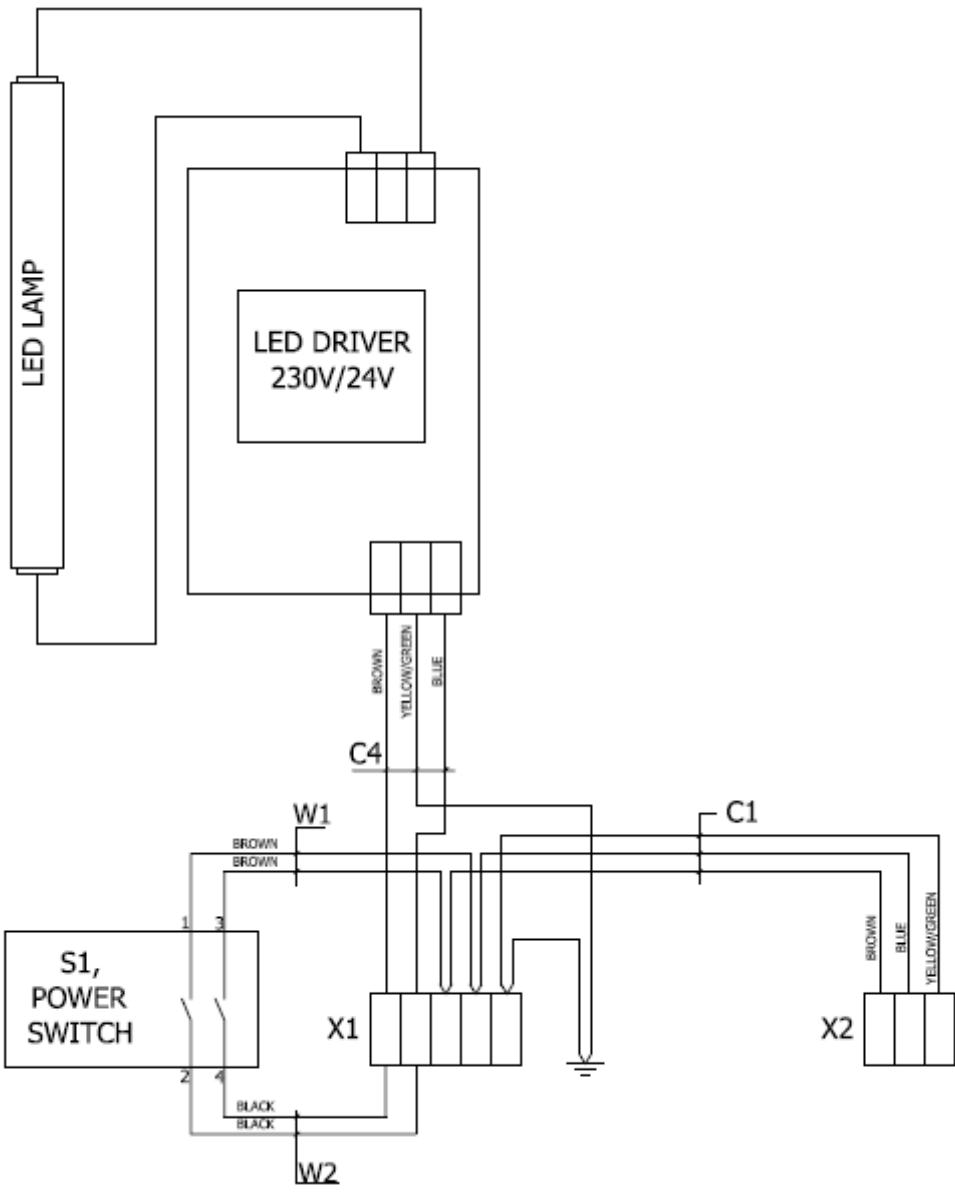 LED LAMP
LED DRIVER
230V/24V
BROWN
YELLOW/GREEN
BLUE
C4
W1
C1
BROWN
BROWN
1
3
S1,
POWER
SWITCH
X1
X2
BROWN
BLUE
YELLOW/GREEN
2
4
BLACK
BLACK
W2